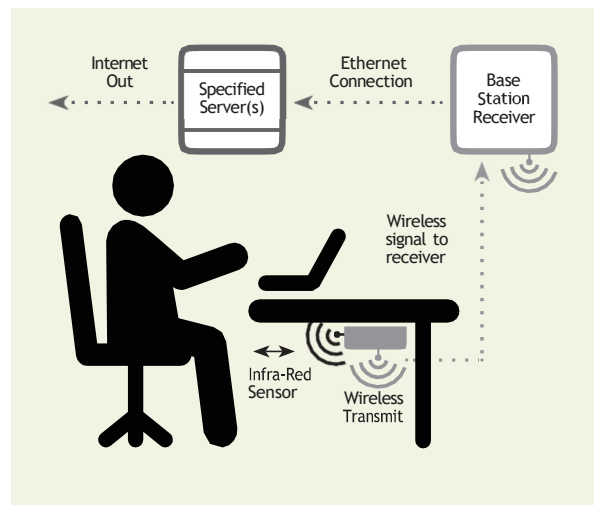 Internet
Out
Specified
Server(s)
Ethernet
Connection
Base
Station
Receiver
Wireless
signal to
receiver
Infra-Red
Sensor
Wireless
Transmit